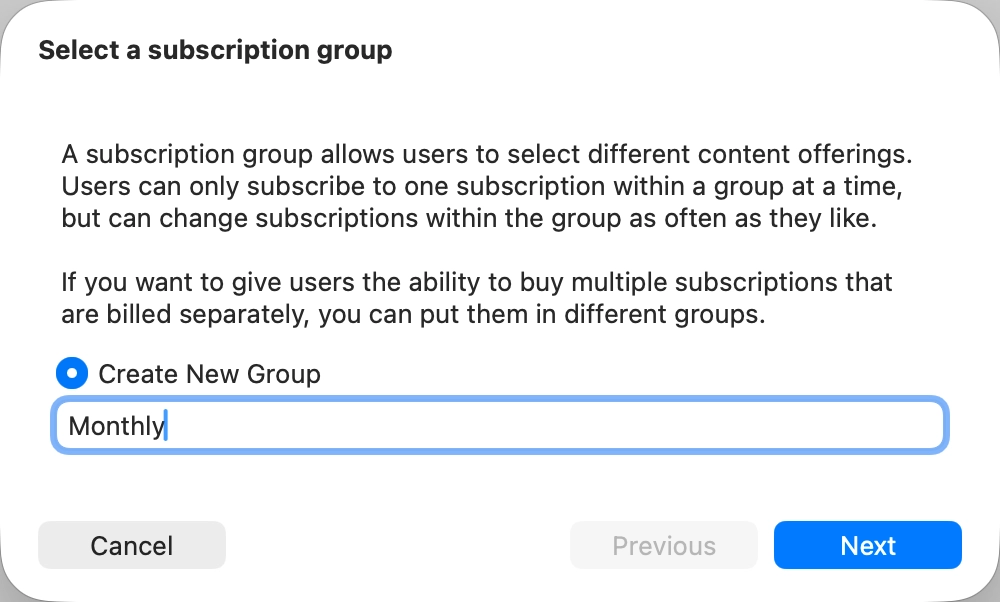 Select a subscription group
A subscription group allows users to select different content offerings.
Users can only subscribe to one subscription within a group at a time,
but can change subscriptions within the group as often as they like.
If you want to give users the ability to buy multiple subscriptions that
are billed separately, you can put them in different groups.
Create New Group
Monthly
Cancel
Previous
Next